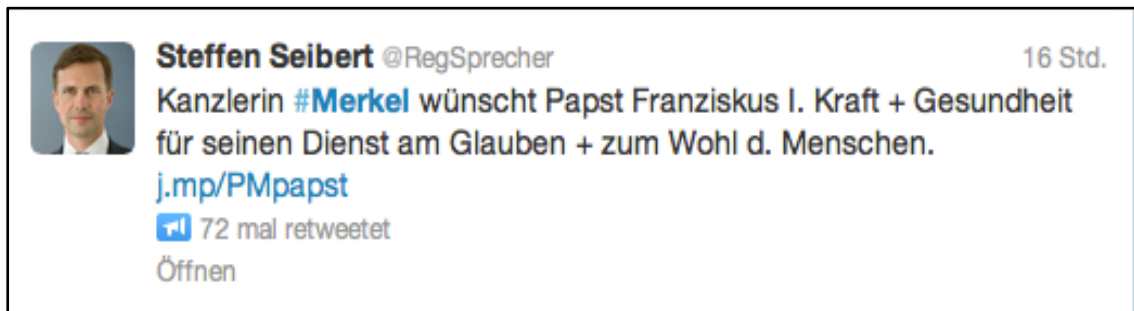 Steffen Seibert @RegSprecher 16 Std.
Kanzlerin #Merkel wünscht Papst Franziskus I. Kraft + Gesundheit
für seinen Dienst am Glauben + zum Wohl d. Menschen.
j.mp/PMpapst
72 mal retweetet
Öffnen